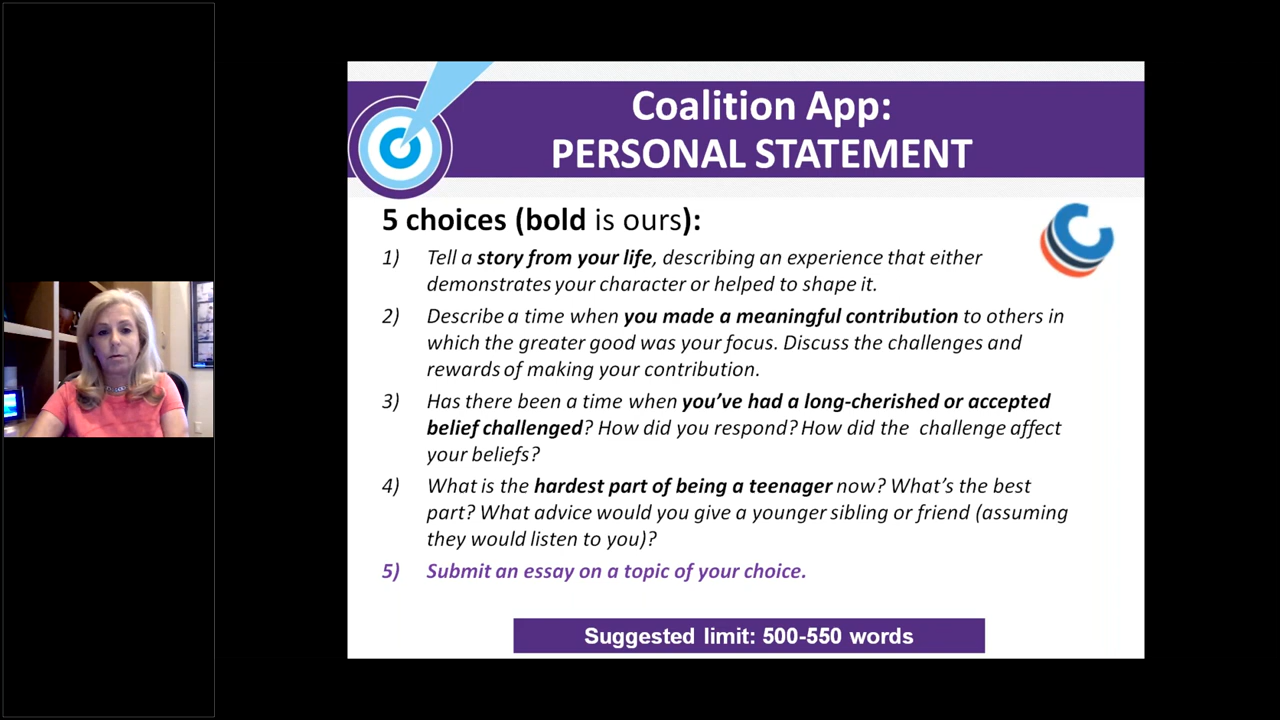 Coalition App:
PERSONAL STATEMENT
5 choices (bold is ours):
1) Tell a story from your life, describing an experience that either
demonstrates your character or helped to shape it.
2) Describe a time when you made a meaningful contribution to others in
which the greater good was your focus. Discuss the challenges and
rewards of making your contribution.
3) Has there been a time when you’ve had a long-cherished or accepted
belief challenged? How did you respond? How did the challenge affect
your beliefs?
4) What is the hardest part of being a teenager now? What’s the best
part? What advice would you give a younger sibling or friend (assuming
they would listen to you)?
5) Submit an essay on a topic of your choice.
Suggested limit: 500-550 words